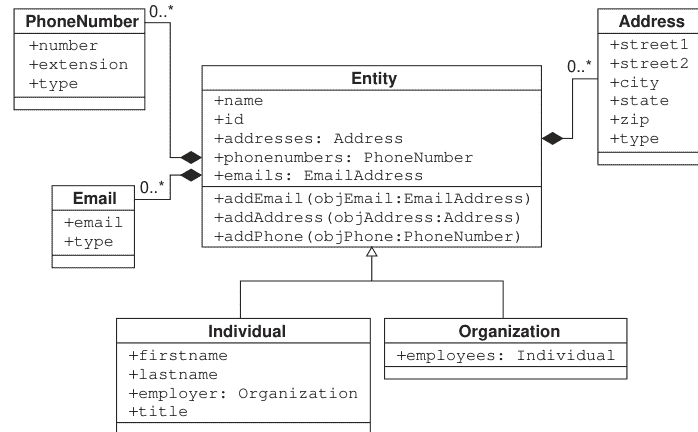 PhoneNumber
+number
+extension
+type
0..*
Email
+email
+type
0..*
Entity
+name
+id
+addresses: Address
+phonenumbers: PhoneNumber
+emails: EmailAddress
+addEmail(objEmail:EmailAddress)
+addAddress(objAddress:Address)
+addPhone(objPhone:PhoneNumber)
0..*
Address
+street1
+street2
+city
+state
+zip
+type
Individual
+firstname
+lastname
+employer: Organization
+title
Organization
+employees: Individual